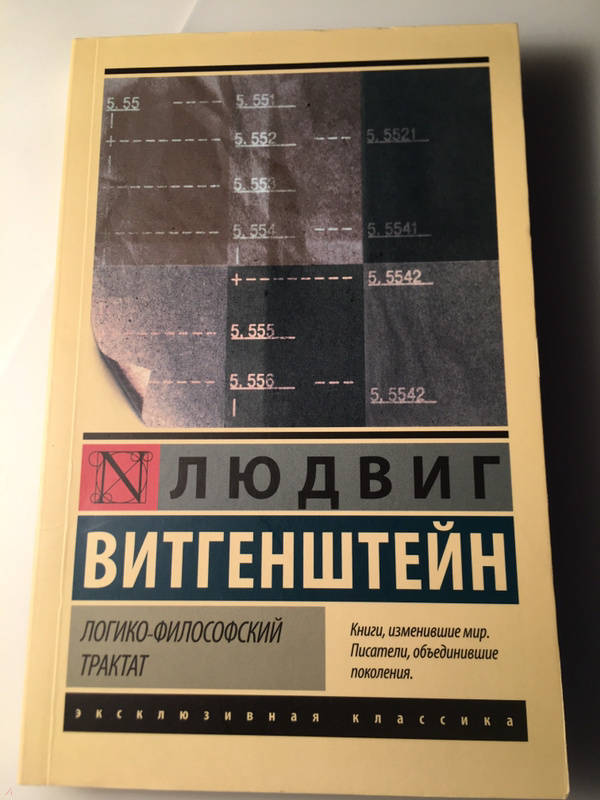 5.55 5.551
5.552 5.5521
5.553
5.554 5.5541
5.5542
5.555
5.556
5.5542
N ЛЮДВИГ
ВИТГЕНШТЕЙН
ЛОГИКО-ФИЛОСОФСКИЙ
ТРАКТАТ
Книги, изменившие мир.
Писатели, объединившие
поколения.
эксклюзивная классика